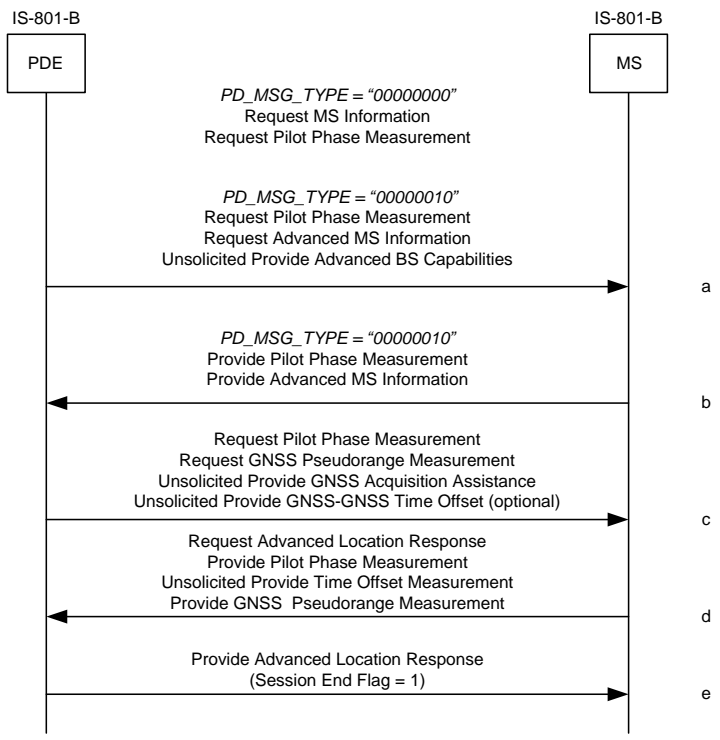 IS-801-B
IS-801-B
PDE
MS
PD_MSG_TYPE = “00000000”
Request MS Information
Request Pilot Phase Measurement
PD_MSG_TYPE = “00000010”
Request Pilot Phase Measurement
Request Advanced MS Information
Unsolicited Provide Advanced BS Capabilities
a
PD_MSG_TYPE = “00000010”
Provide Pilot Phase Measurement
Provide Advanced MS Information
b
Request Pilot Phase Measurement
Request GNSS Pseudorange Measurement
Unsolicited Provide GNSS Acquisition Assistance
Unsolicited Provide GNSS-GNSS Time Offset (optional)
c
Request Advanced Location Response
Provide Pilot Phase Measurement
Unsolicited Provide Time Offset Measurement
Provide GNSS Pseudorange Measurement
d
Provide Advanced Location Response
(Session End Flag = 1)
e